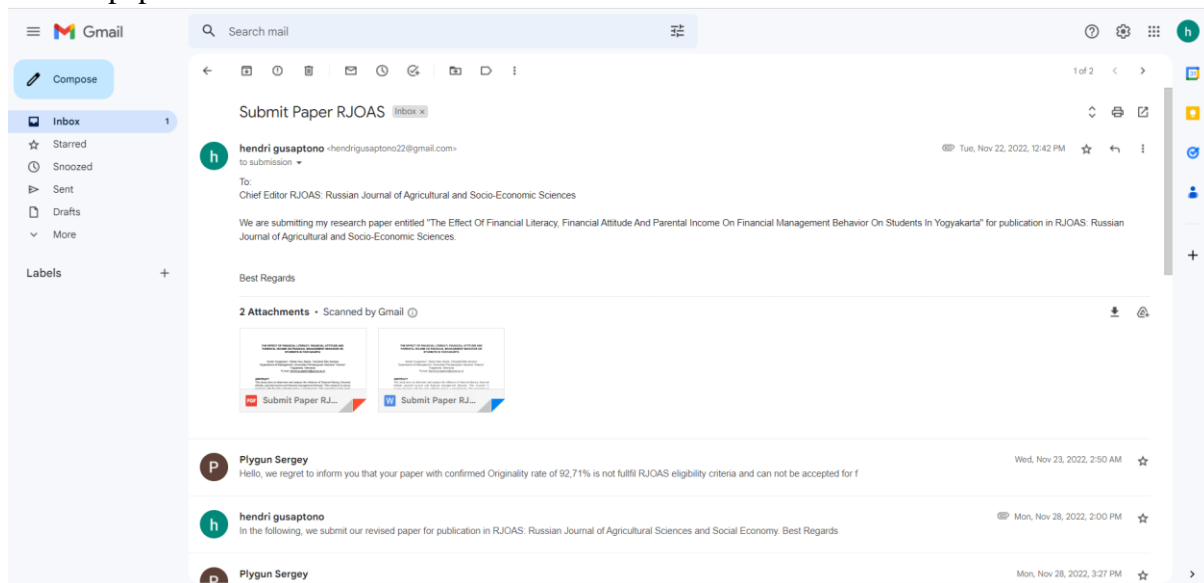 Gmail
Search mail
h
Compose
1 of 2
Inbox 1
Starred
Snoozed
Sent
Drafts
More
Labels
Submit Paper RJOAS Inbox x
h
hendri gusaptono <hendrigusaptono22@gmail.com>
Tue, Nov 22, 2022, 12:42 PM
to submission
To:
Chief Editor RJOAS: Russian Journal of Agricultural and Socio-Economic Sciences
We are submitting my research paper entitled "The Effect Of Financial Literacy, Financial Attitude And Parental Income On Financial Management Behavior On Students In Yogyakarta" for publication in RJOAS: Russian
Journal of Agricultural and Socio-Economic Sciences.
Best Regards
2 Attachments • Scanned by Gmail
PDF Submit Paper RJ...
W Submit Paper RJ...
P
Plygun Sergey
Wed, Nov 23, 2022, 2:50 AM
Hello, we regret to inform you that your paper with confirmed Originality rate of 92,71% is not fullfil RJOAS eligibility criteria and can not be accepted for f
h
hendri gusaptono
Mon, Nov 28, 2022, 2:00 PM
In the following, we submit our revised paper for publication in RJOAS: Russian Journal of Agricultural Sciences and Social Economy. Best Regards
P
Plygun Sergey
Mon, Nov 28, 2022, 3:27 PM